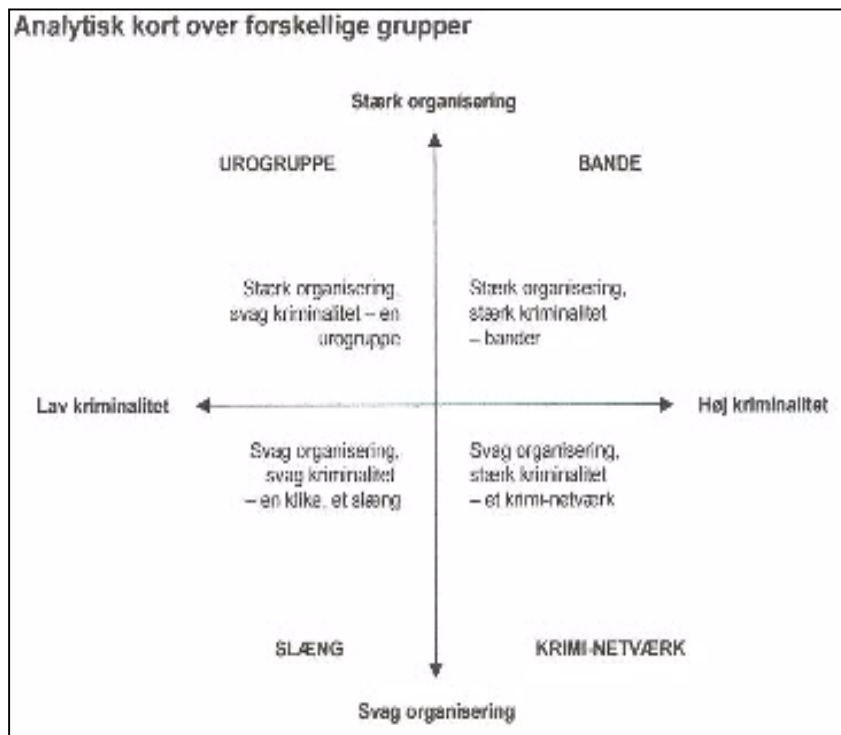 Analytisk kort over forskellige grupper
Stærk organisering
UROGRUPPE
BANDE
Stærk organisering,
svag kriminalitet – en
urogruppe
Stærk organisering,
stærk kriminalitet
– bander
Lav kriminalitet
Høj kriminalitet
Svag organisering,
svag kriminalitet
– en klike, et slæng
Svag organisering,
stærk kriminalitet
– et krimi-netværk
SLÆNG
KRIMI-NETVÆRK
Svag organisering